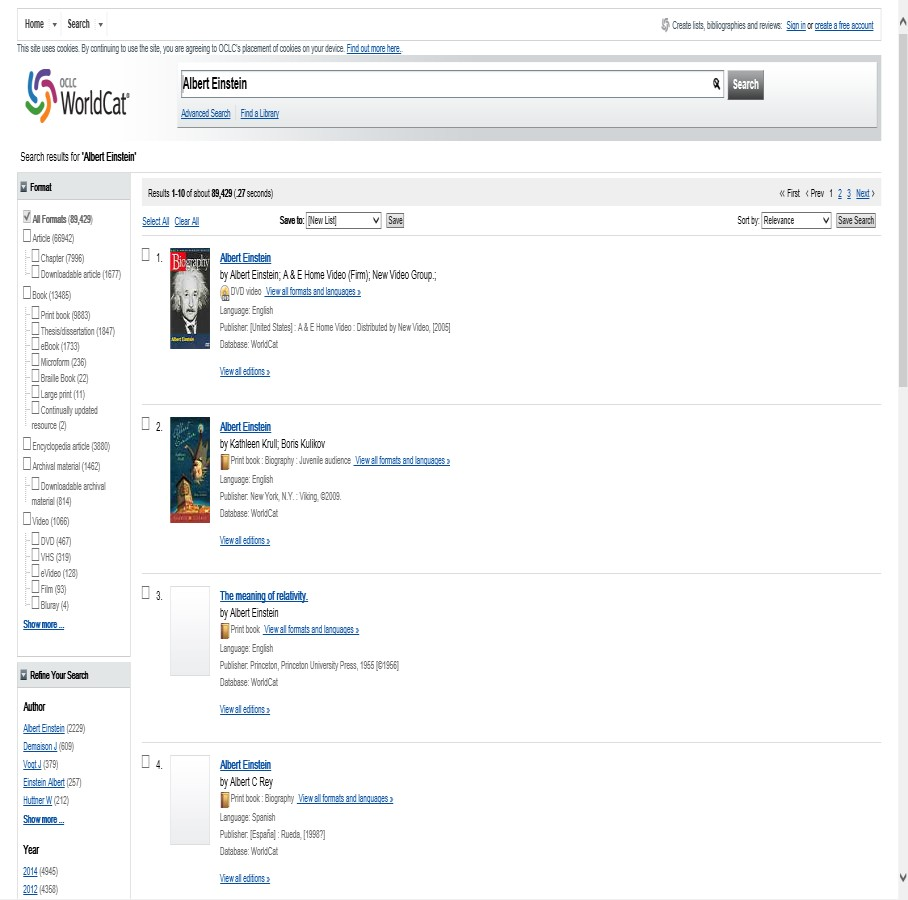 Home Search
Create lists, bibliographies and reviews: Sign in or create a free account
This site uses cookies. By continuing to use the site, you are agreeing to OCLC's placement of cookies on your device. Find out more here.
OCLC
WorldCat®
Albert Einstein
Search
Advanced Search Find a Library
Search results for 'Albert Einstein'
Format
All Formats (89,429)
Article (66942)
Chapter (7996)
Downloadable article (1677)
Book (13485)
Print book (9883)
Thesis/dissertation (1847)
eBook (1733)
Microform (236)
Braille Book (22)
Large print (11)
Continually updated
resource (2)
Encyclopedia article (3880)
Archival material (1462)
Downloadable archival
material (814)
Video (1066)
DVD (467)
VHS (319)
eVideo (128)
Film (93)
Bluray (4)
Show more ...
Refine Your Search
Author
Albert Einstein (2229)
Demaison J (609)
Vogt J (379)
Einstein Albert (257)
Huttner W (212)
Show more ...
Year
2014 (4945)
2012 (4358)
Results 1-10 of about 89,429 (.27 seconds)
« First ‹ Prev 1 2 3 Next ›
Select All Clear All
Save to: [New List] Save
Sort by: Relevance Save Search
1.
Biography
Albert Einstein
Albert Einstein
by Albert Einstein; A & E Home Video (Firm); New Video Group.;
DVD video View all formats and languages »
Language: English
Publisher: [United States] : A & E Home Video : Distributed by New Video, [2005]
Database: WorldCat
View all editions »
2.
Albert Einstein
by Kathleen Krull; Boris Kulikov
Print book : Biography : Juvenile audience View all formats and languages »
Language: English
Publisher: New York, N.Y. : Viking, ©2009.
Database: WorldCat
View all editions »
3.
The meaning of relativity.
by Albert Einstein
Print book View all formats and languages »
Language: English
Publisher: Princeton, Princeton University Press, 1955 [©1956]
Database: WorldCat
View all editions »
4.
Albert Einstein
by Albert C Rey
Print book : Biography View all formats and languages »
Language: Spanish
Publisher: [España] : Rueda, [1998?]
Database: WorldCat
View all editions »